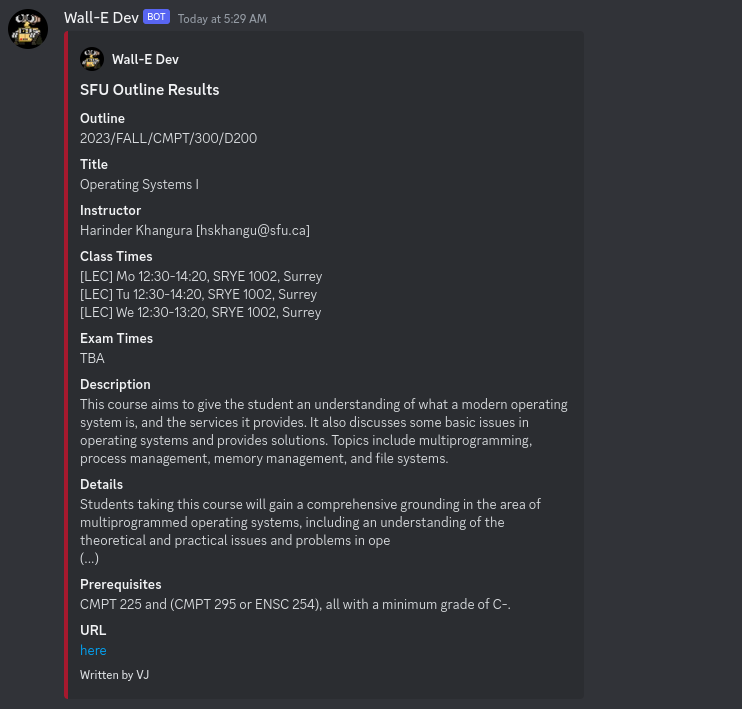 Wall-E Dev BOT Today at 5:29 AM
Wall-E Dev
SFU Outline Results
Outline
2023/FALL/CMPT/300/D200
Title
Operating Systems I
Instructor
Harinder Khangura [hskhangu@sfu.ca]
Class Times
[LEC] Mo 12:30-14:20, SRYE 1002, Surrey
[LEC] Tu 12:30-14:20, SRYE 1002, Surrey
[LEC] We 12:30-13:20, SRYE 1002, Surrey
Exam Times
TBA
Description
This course aims to give the student an understanding of what a modern operating
system is, and the services it provides. It also discusses some basic issues in
operating systems and provides solutions. Topics include multiprogramming,
process management, memory management, and file systems.
Details
Students taking this course will gain a comprehensive grounding in the area of
multiprogrammed operating systems, including an understanding of the
theoretical and practical issues and problems in ope
(...)
Prerequisites
CMPT 225 and (CMPT 295 or ENSC 254), all with a minimum grade of C-.
URL
here
Written by VJ